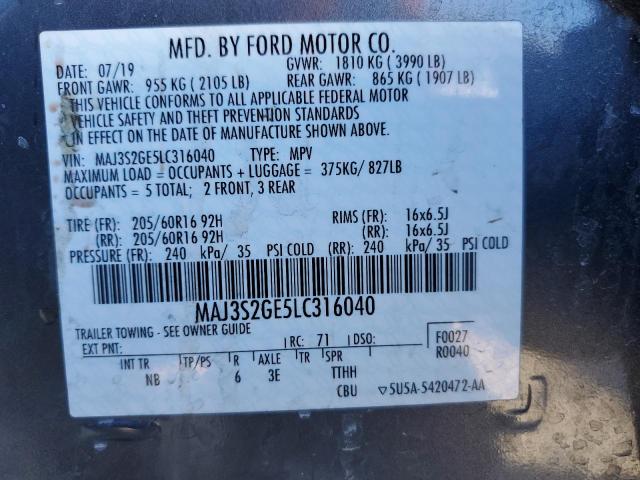 MFD. BY FORD MOTOR CO.
DATE: 07/19 GVWR: 1810 KG ( 3990 LB)
FRONT GAWR: 955 KG ( 2105 LB) REAR GAWR: 865 KG ( 1907 LB)
THIS VEHICLE CONFORMS TO ALL APPLICABLE FEDERAL MOTOR
VEHICLE SAFETY AND THEFT PREVENTION STANDARDS
IN EFFECT ON THE DATE OF MANUFACTURE SHOWN ABOVE.
VIN: MAJ3S2GE5LC316040 TYPE: MPV
MAXIMUM LOAD = OCCUPANTS + LUGGAGE = 375KG/ 827LB
OCCUPANTS = 5 TOTAL; 2 FRONT, 3 REAR
TIRE (FR): 205/60R16 92H RIMS (FR): 16x6.5J
(RR): 205/60R16 92H (RR): 16x6.5J
PRESSURE (FR): 240 kPa/ 35 PSI COLD (RR): 240 kPa/ 35 PSI COLD
MAJ3S2GE5LC316040
TRAILER TOWING - SEE OWNER GUIDE
EXT PNT: RC: 71 DSO: F0027
R0040
INT TR TP/PS R AXLE TR SPR
NB 6 3E TTHH
CBU ▽5U5A-5420472-AA